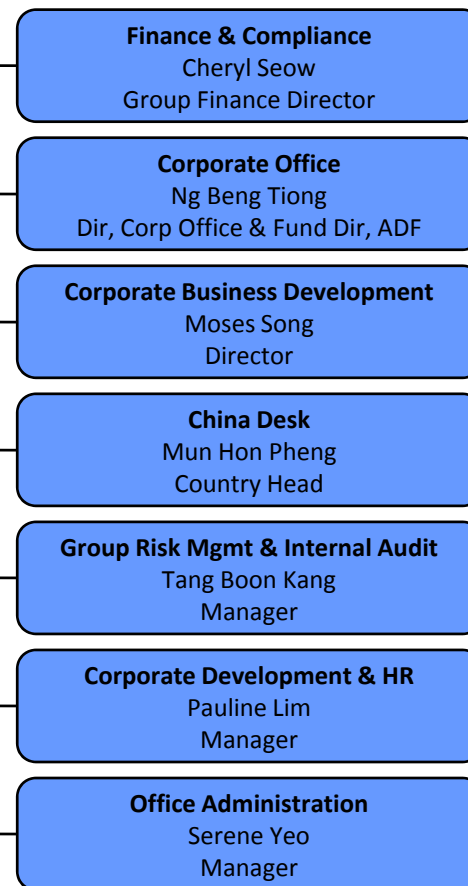 Finance & Compliance
Cheryl Seow
Group Finance Director
Corporate Office
Ng Beng Tiong
Dir, Corp Office & Fund Dir, ADF
Corporate Business Development
Moses Song
Director
China Desk
Mun Hon Pheng
Country Head
Group Risk Mgmt & Internal Audit
Tang Boon Kang
Manager
Corporate Development & HR
Pauline Lim
Manager
Office Administration
Serene Yeo
Manager